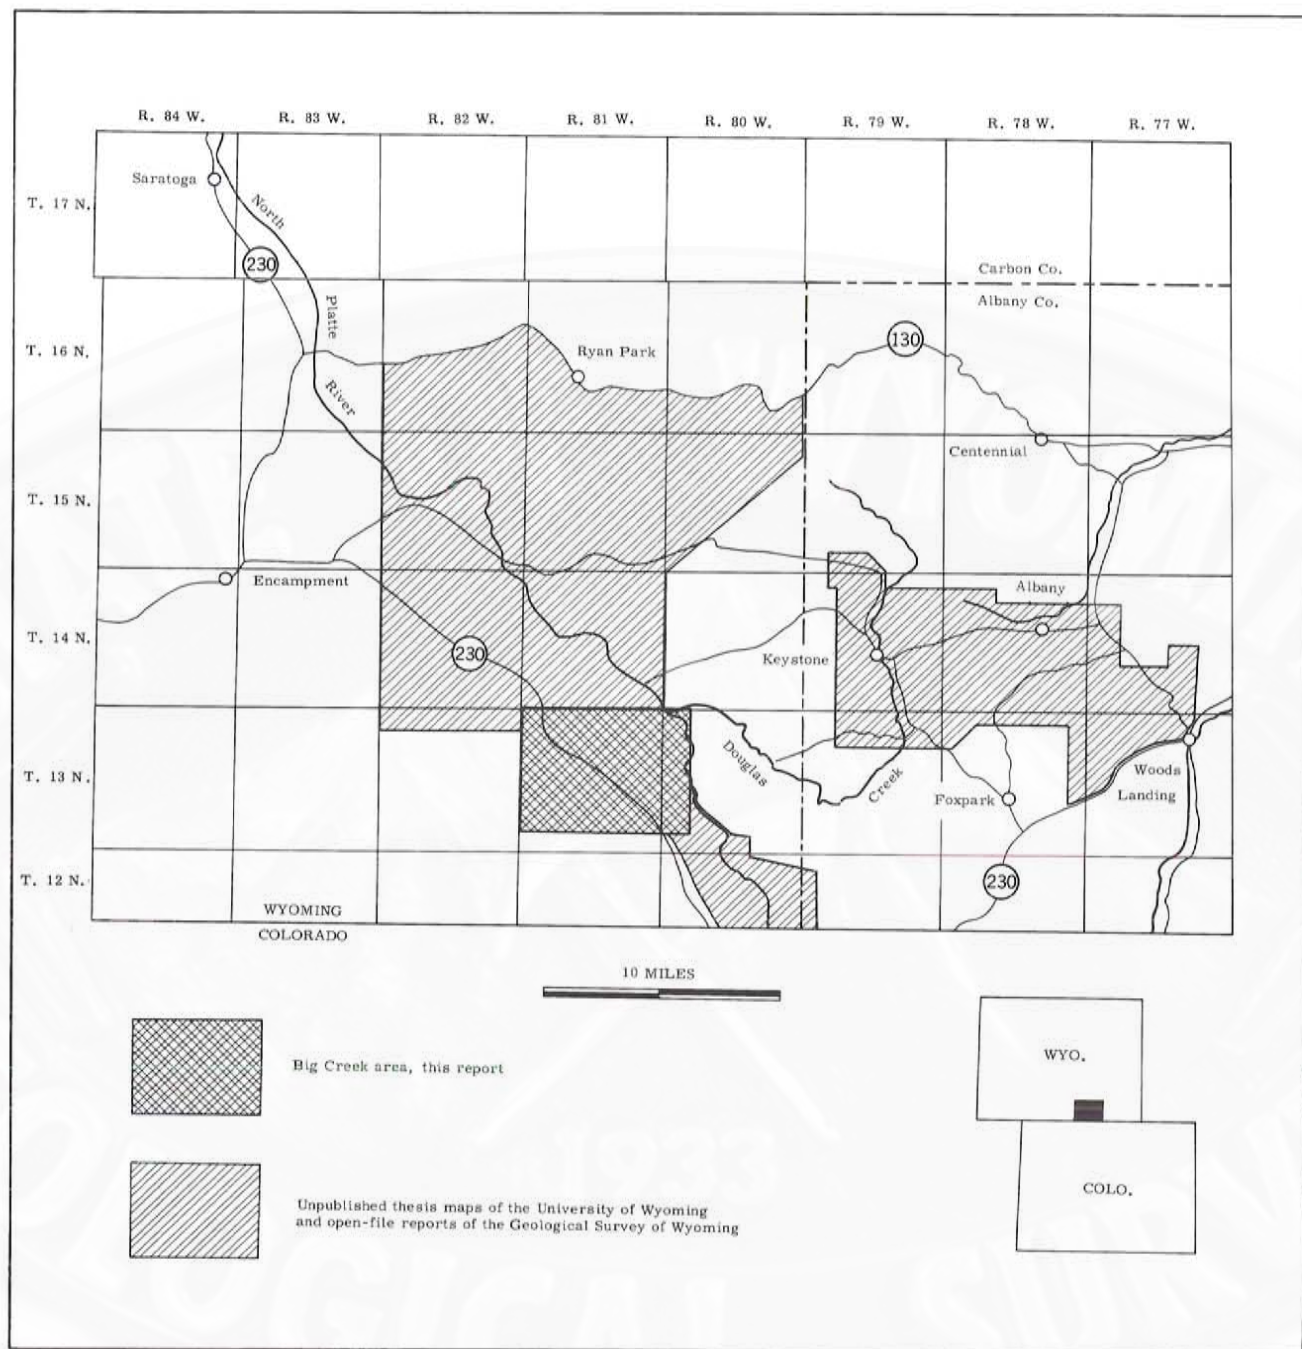 R. 84 W. R. 83 W. R. 82 W. R. 81 W. R. 80 W. R. 79 W. R. 78 W. R. 77 W.
Saratoga
T. 17 N.
North
230
Carbon Co.
Albany Co.
Platte
130
T. 16 N.
Ryan Park
River
Centennial
T. 15 N.
Encampment
Albany
T. 14 N.
230
Keystone
Douglas
Creek
T. 13 N.
Woods
Landing
Foxpark
T. 12 N.
230
WYOMING
COLORADO
10 MILES
WYO.
Big Creek area, this report
COLO.
Unpublished thesis maps of the University of Wyoming
and open-file reports of the Geological Survey of Wyoming
1933